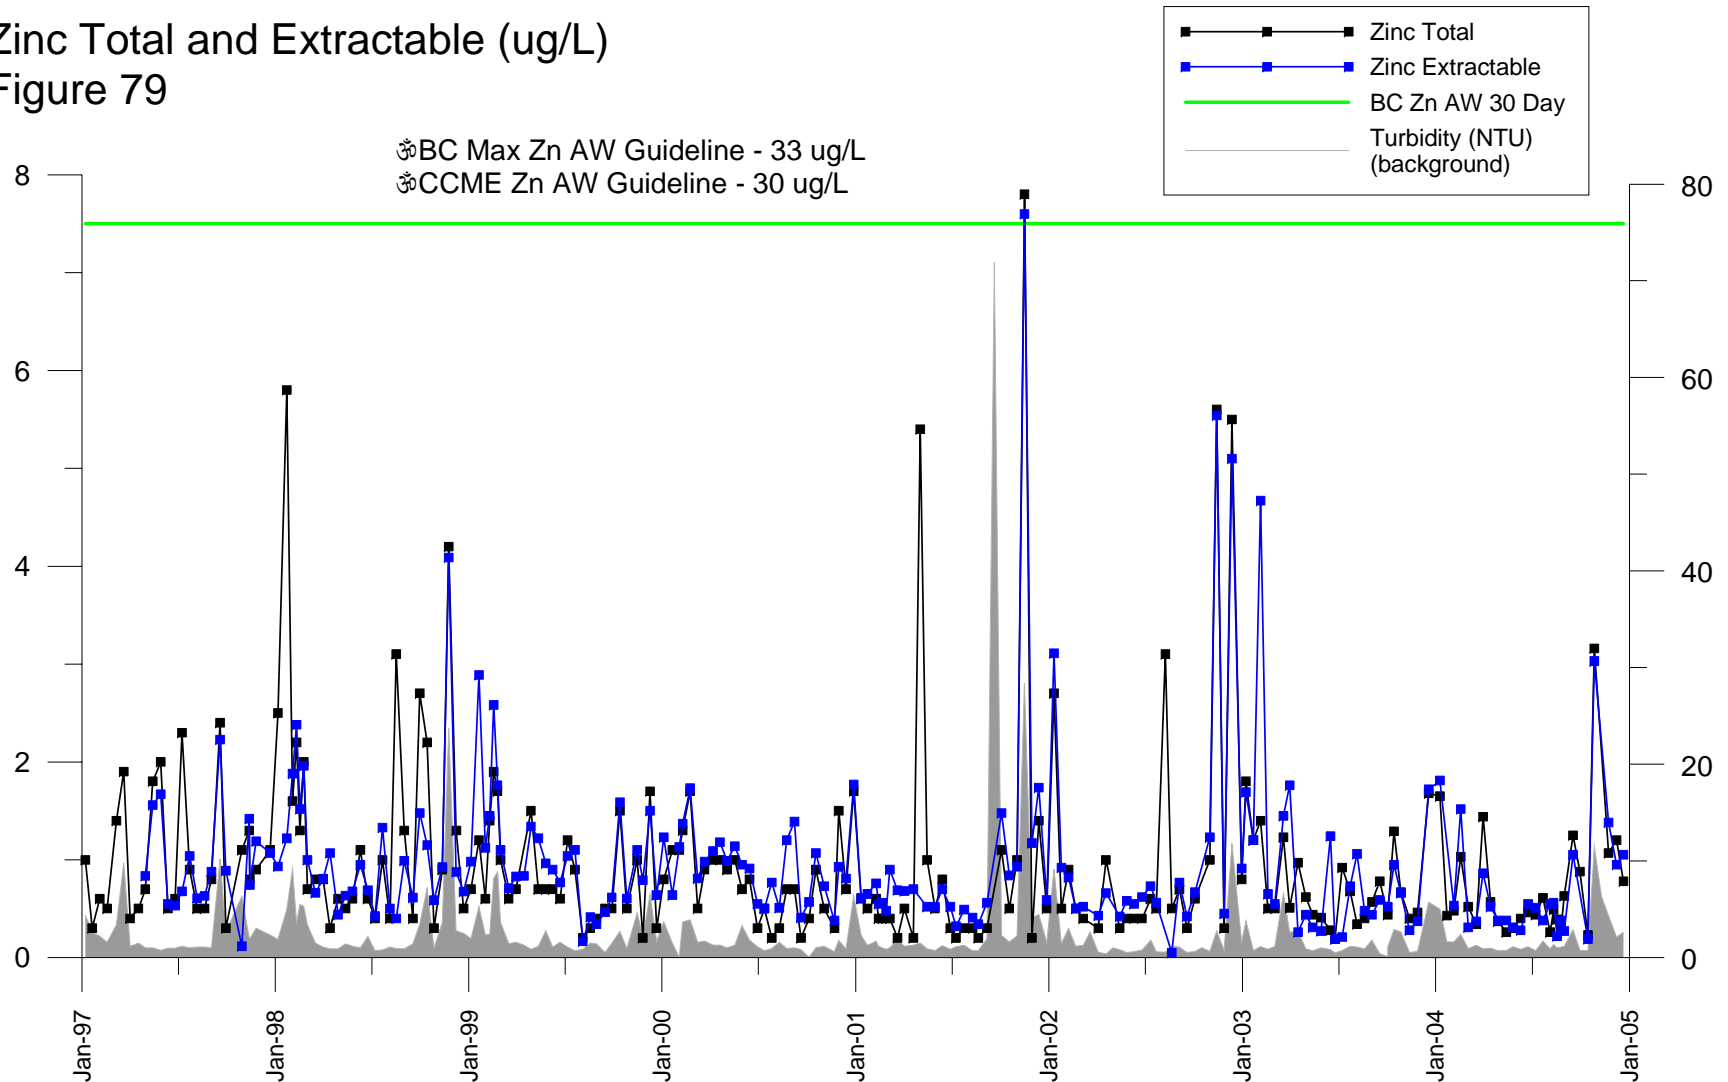 Zinc Total and Extractable (ug/L)
Figure 79
Zinc Total
Zinc Extractable
BC Zn AW 30 Day
Turbidity (NTU)
(background)
ॐBC Max Zn AW Guideline - 33 ug/L
ॐCCME Zn AW Guideline - 30 ug/L
8
6
4
2
0
80
60
40
20
0
Jan-97
Jan-98
Jan-99
Jan-00
Jan-01
Jan-02
Jan-03
Jan-04
Jan-05